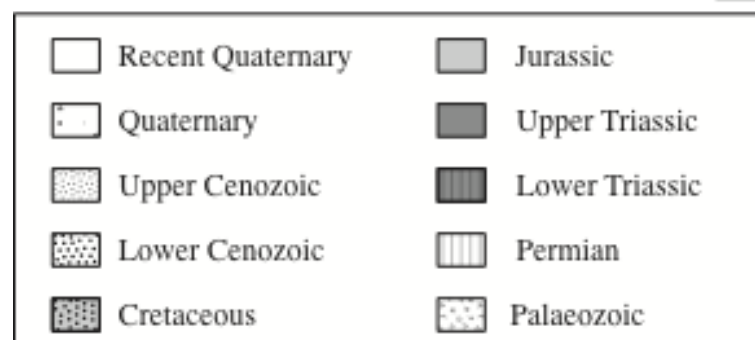 Recent Quaternary
Quaternary
Upper Cenozoic
Lower Cenozoic
Cretaceous
Jurassic
Upper Triassic
Lower Triassic
Permian
Palaeozoic